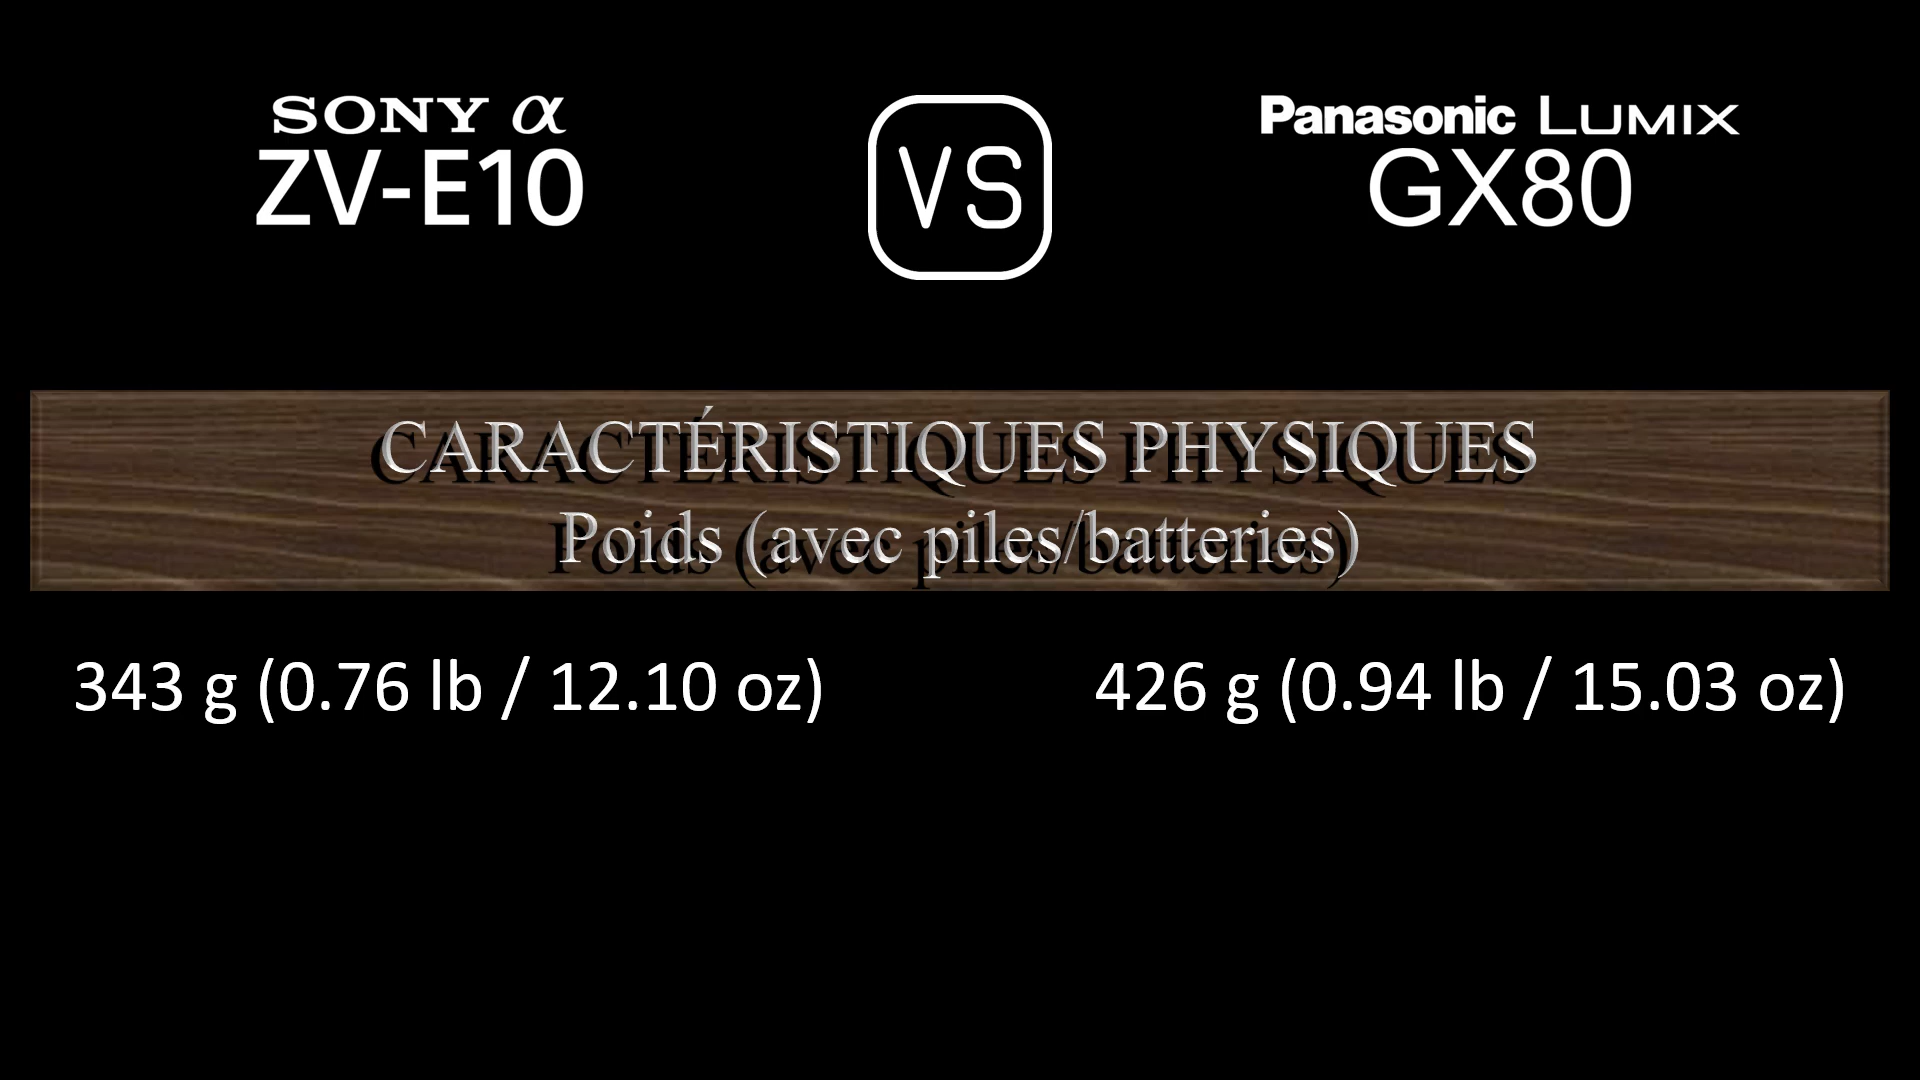 SONY α
ZV-E10
VS
Panasonic LUMIX
GX80
CARACTÉRISTIQUES PHYSIQUES
Poids (avec piles/batteries)
343 g (0.76 lb / 12.10 oz)
426 g (0.94 lb / 15.03 oz)